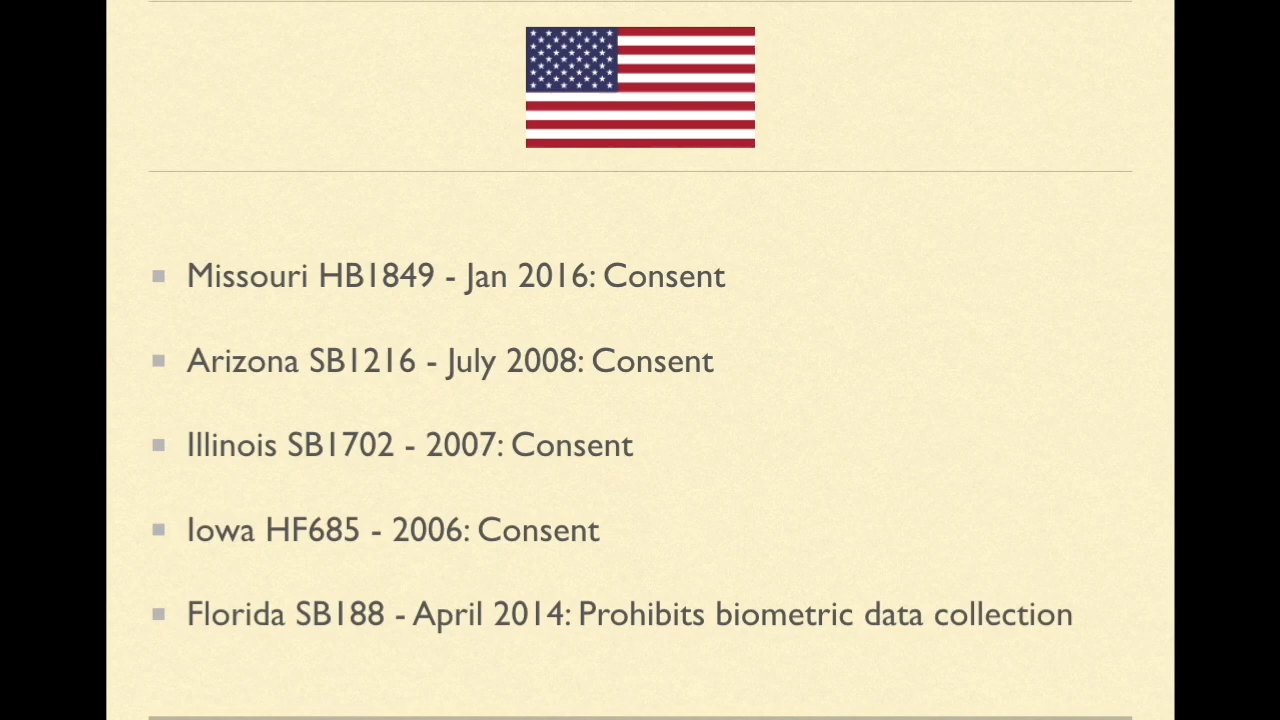 Missouri HB1849 - Jan 2016: Consent
Arizona SB1216 - July 2008: Consent
Illinois SB1702 - 2007: Consent
Iowa HF685 - 2006: Consent
Florida SB188 - April 2014: Prohibits biometric data collection